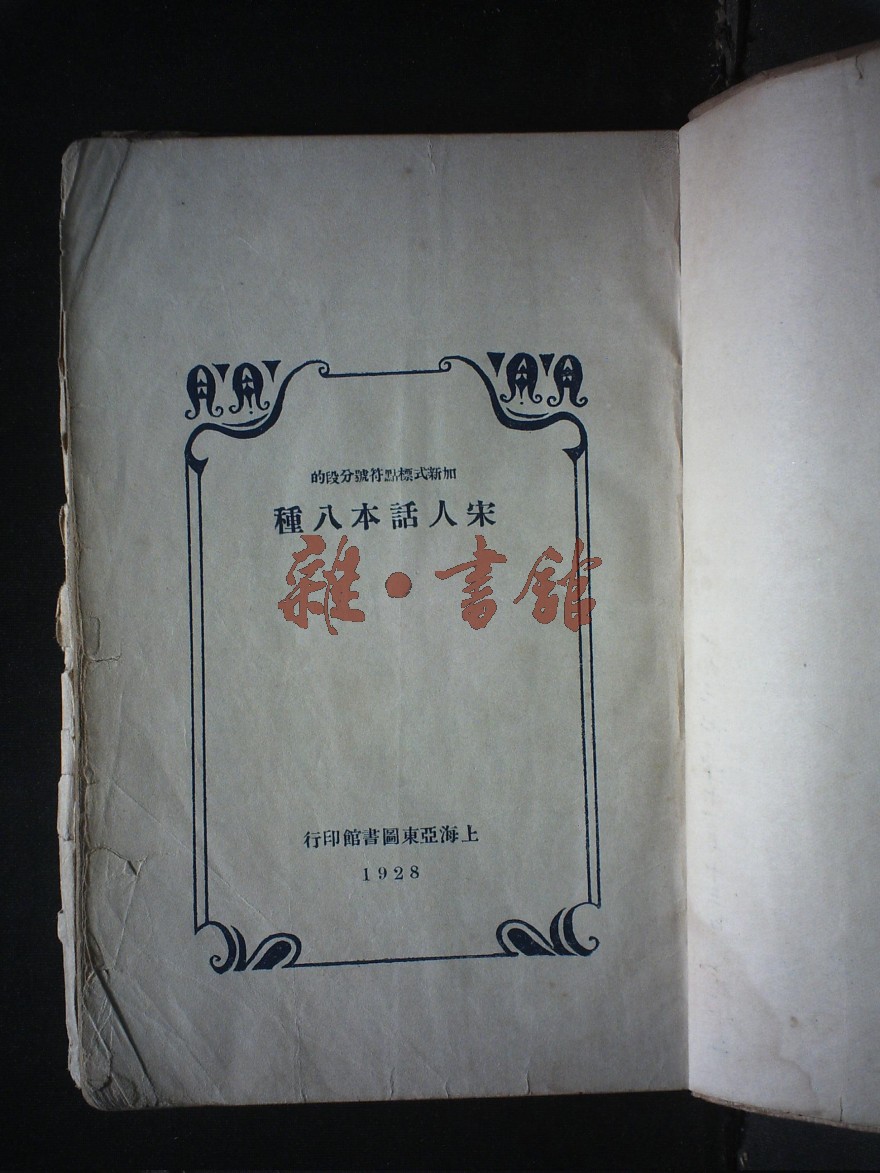 加新式標點符號分段的
宋人話本八種
雜·書館
上海亞東圖書館印行
1928